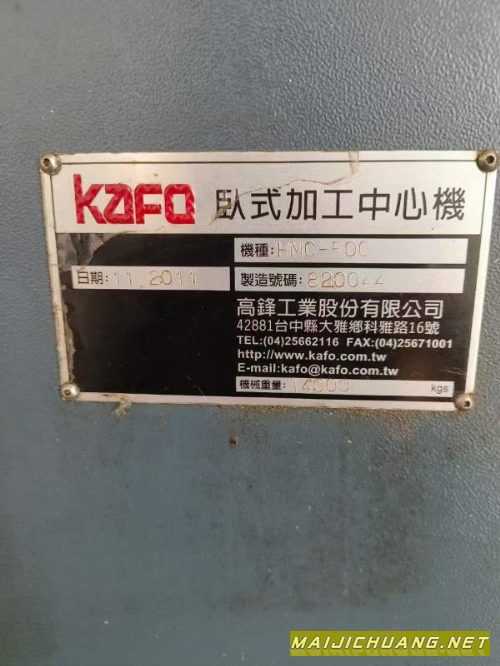 KAFO 臥式加工中心機
機種:HMC-500
日期:11.2011 製造號碼:820044
高鋒工業股份有限公司
42881台中縣大雅鄉科雅路16號
TEL:(04)25662116 FAX:(04)25671001
http://www.kafo.com.tw
E-mail:kafo@kafo.com.tw
機械重量:14000 kgs
MAIJICHUANG.NET